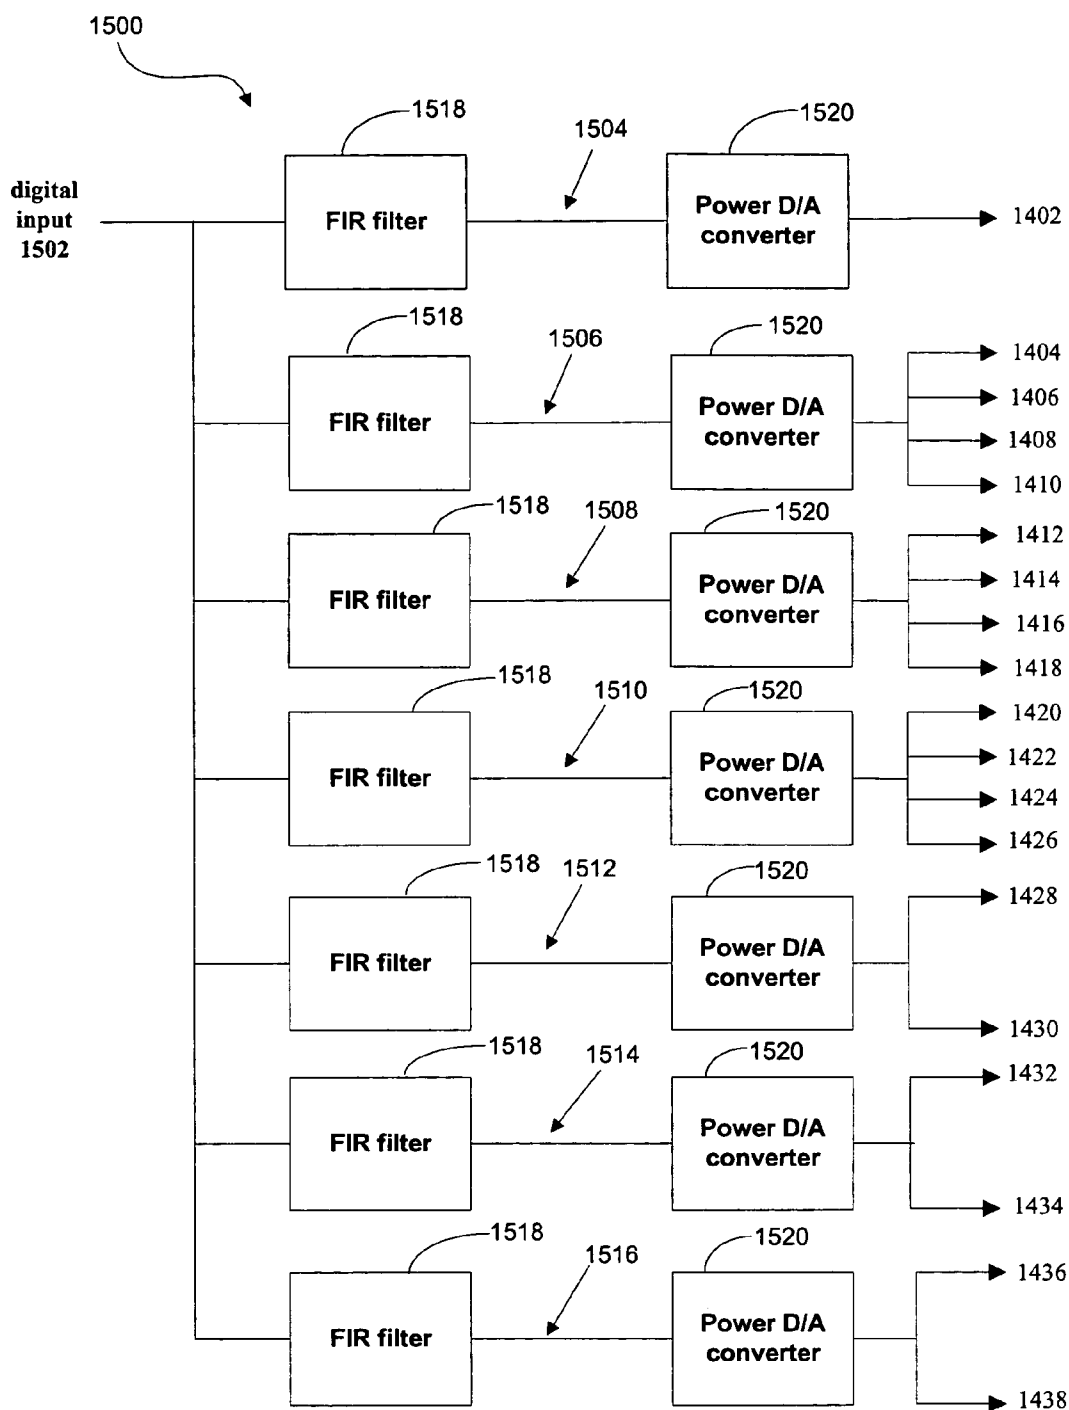 1500
1518
1504
1520
digital
input
1502
FIR filter
Power D/A
converter
1402
1518
1506
1520
FIR filter
Power D/A
converter
1404
1406
1408
1410
1518
1508
1520
FIR filter
Power D/A
converter
1412
1414
1416
1418
1518
1510
1520
FIR filter
Power D/A
converter
1420
1422
1424
1426
1518
1512
1520
FIR filter
Power D/A
converter
1428
1430
1518
1514
1520
FIR filter
Power D/A
converter
1432
1434
1518
1516
1520
FIR filter
Power D/A
converter
1436
1438